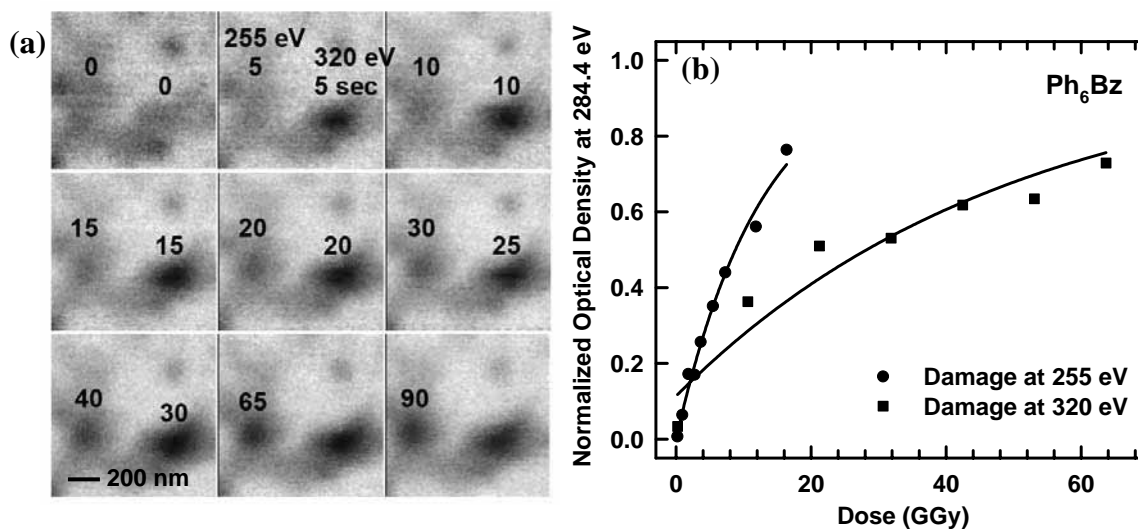 (a)
0
0
255 eV
5
320 eV
5 sec
10
10
15
15
20
20
30
25
40
30
65
90
200 nm
(b)
Ph₆Bz
Normalized Optical Density at 284.4 eV
1.0
0.8
0.6
0.4
0.2
0.0
Damage at 255 eV
Damage at 320 eV
0
20
40
60
Dose (GGy)